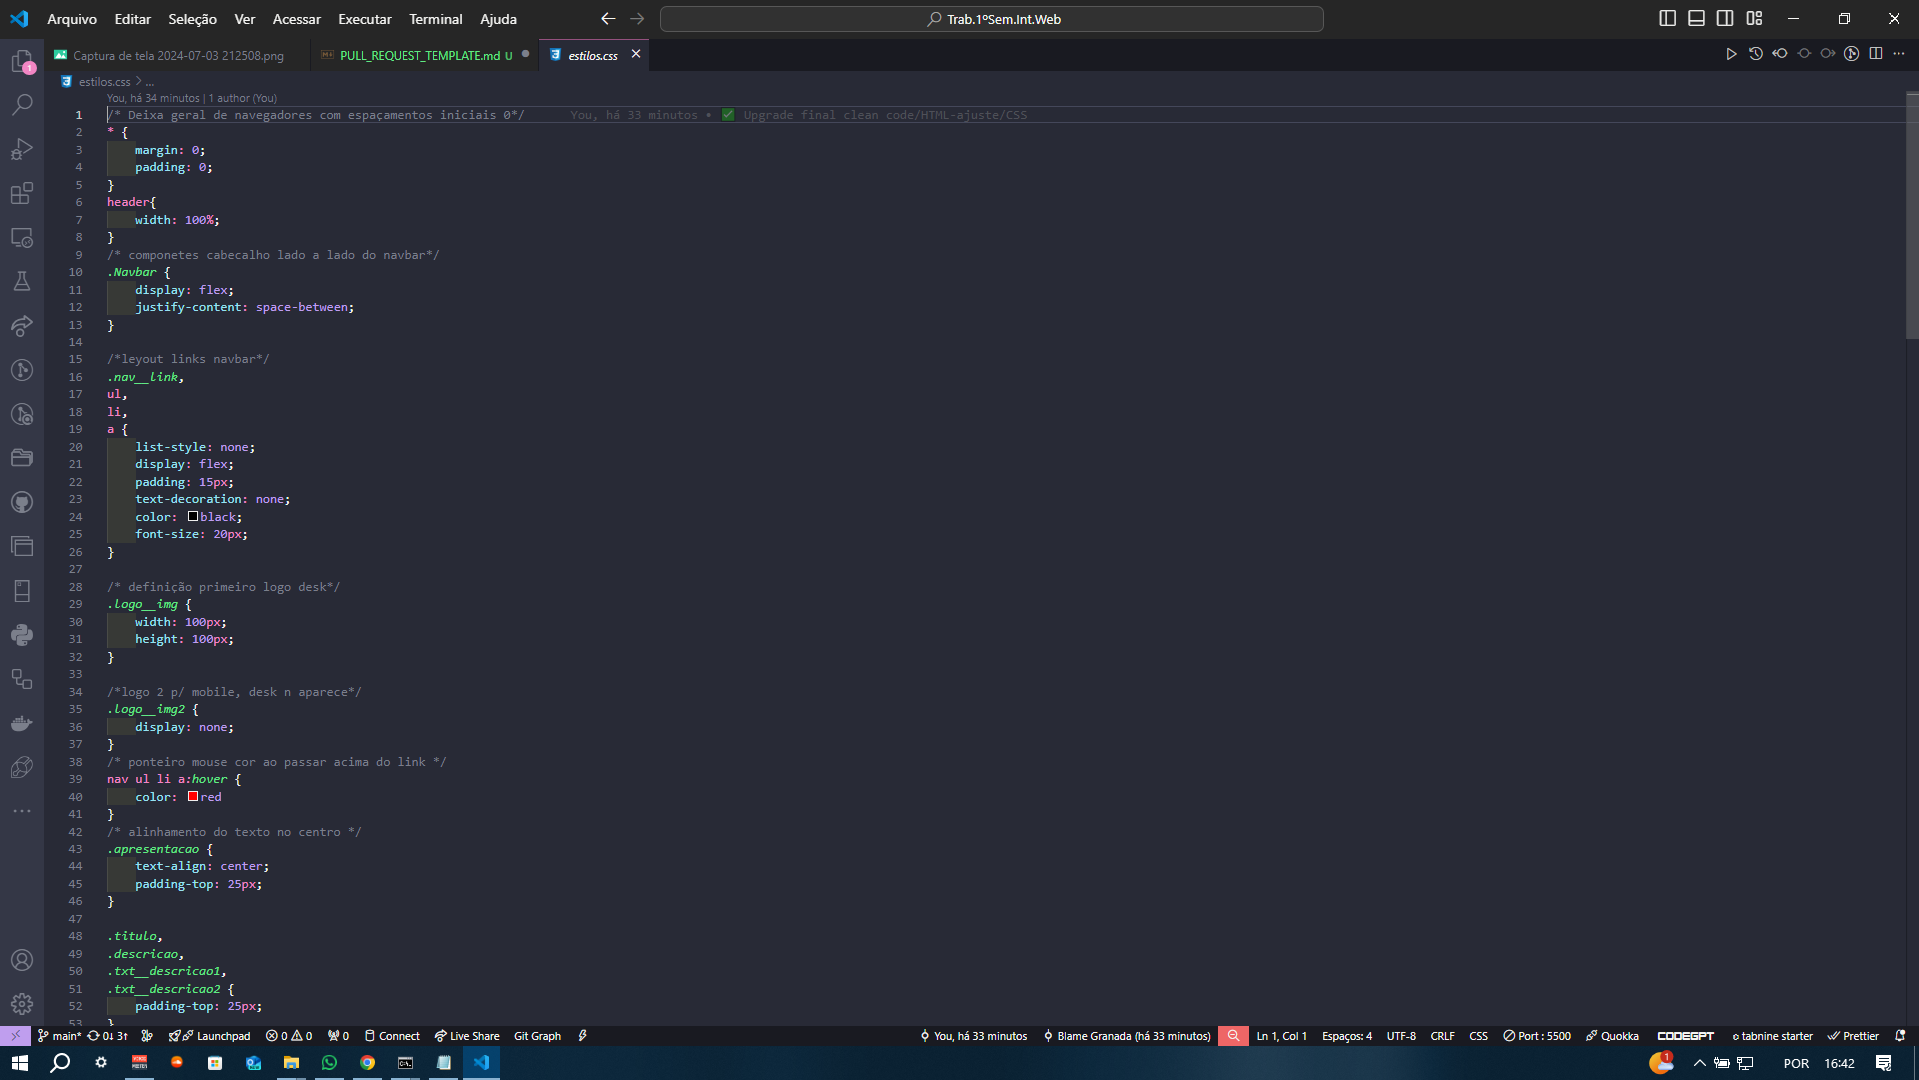 Arquivo Editar Seleção Ver Acessar Executar Terminal Ajuda
Trab.1ºSem.Int.Web
Captura de tela 2024-07-03 212508.png
PULL_REQUEST_TEMPLATE.md U
estilos.css
estilos.css > ...
1
You, há 34 minutos | 1 author (You)
1 /* Deixa geral de navegadores com espaçamentos iniciais 0*/ You, há 33 minutos • ✅ Upgrade final clean code/HTML-ajuste/CSS
2 * {
3 margin: 0;
4 padding: 0;
5 }
6 header{
7 width: 100%;
8 }
9 /* componetes cabecalho lado a lado do navbar*/
10 .Navbar {
11 display: flex;
12 justify-content: space-between;
13 }
14
15 /*leyout links navbar*/
16 .nav__link,
17 ul,
18 li,
19 a {
20 list-style: none;
21 display: flex;
22 padding: 15px;
23 text-decoration: none;
24 color: black;
25 font-size: 20px;
26 }
27
28 /* definição primeiro logo desk*/
29 .logo__img {
30 width: 100px;
31 height: 100px;
32 }
33
34 /*logo 2 p/ mobile, desk n aparece*/
35 .logo__img2 {
36 display: none;
37 }
38 /* ponteiro mouse cor ao passar acima do link */
39 nav ul li a:hover {
40 color: red
41 }
42 /* alinhamento do texto no centro */
43 .apresentacao {
44 text-align: center;
45 padding-top: 25px;
46 }
47
48 .titulo,
49 .descricao,
50 .txt__descricao1,
51 .txt__descricao2 {
52 padding-top: 25px;
53 }
main* 0↓ 3↑ Launchpad 0 0 0 Connect Live Share Git Graph You, há 33 minutos Blame Granada (há 33 minutos) Ln 1, Col 1 Espaços: 4 UTF-8 CRLF CSS Port : 5500 Quokka CODEGPT tabnine starter Prettier
1 POR 16:42